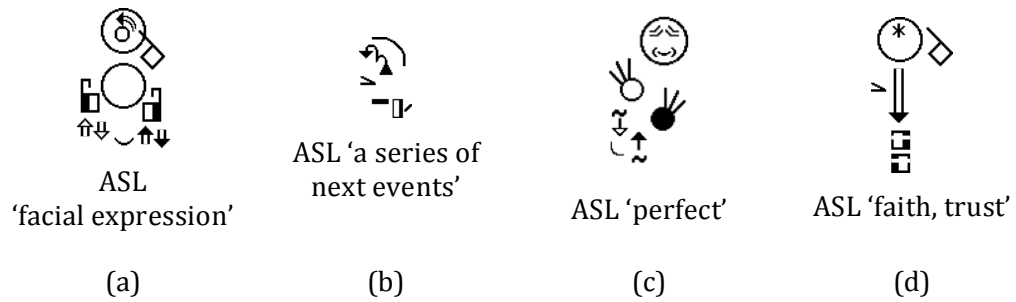 ASL
‘facial expression’
(a)
ASL ‘a series of
next events’
(b)
ASL ‘perfect’
(c)
ASL ‘faith, trust’
(d)